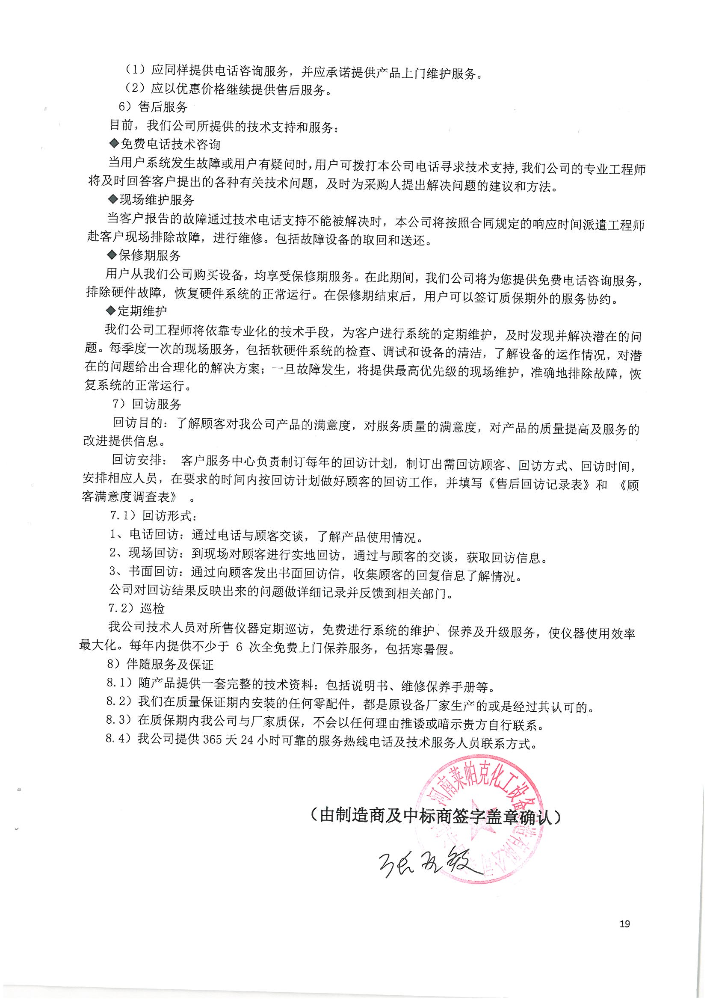 （1）应同样提供电话咨询服务，并应承诺提供产品上门维护服务。
（2）应以优惠价格继续提供售后服务。
6）售后服务
目前，我们公司所提供的技术支持和服务：
◆免费电话技术咨询
当用户系统发生故障或用户有疑问时，用户可拨打本公司电话寻求技术支持，我们公司的专业工程师
将及时回答客户提出的各种有关技术问题，及时为采购人提出解决问题的建议和方法。
◆现场维护服务
当客户报告的故障通过技术电话支持不能被解决时，本公司将按照合同规定的响应时间派遣工程师
赴客户现场排除故障，进行维修。包括故障设备的取回和送还。
◆保修期服务
用户从我们公司购买设备，均享受保修期服务。在此期间，我们公司将为您提供免费电话咨询服务，
排除硬件故障，恢复硬件系统的正常运行。在保修期结束后，用户可以签订质保期外的服务协约。
◆定期维护
我们公司工程师将依靠专业化的技术手段，为客户进行系统的定期维护，及时发现并解决潜在的问
题。每季度一次的现场服务，包括软硬件系统的检查、调试和设备的清洁，了解设备的运作情况，对潜
在的问题给出合理化的解决方案；一旦故障发生，将提供最高优先级的现场维护，准确地排除故障，恢
复系统的正常运行。
7）回访服务
回访目的：了解顾客对我公司产品的满意度，对服务质量的满意度，对产品的质量提高及服务的
改进提供信息。
回访安排： 客户服务中心负责制订每年的回访计划，制订出需回访顾客、回访方式、回访时间，
安排相应人员，在要求的时间内按回访计划做好顾客的回访工作，并填写《售后回访记录表》和 《顾
客满意度调查表》 。
7.1）回访形式：
1、电话回访：通过电话与顾客交谈，了解产品使用情况。
2、现场回访：到现场对顾客进行实地回访，通过与顾客的交谈，获取回访信息。
3、书面回访：通过向顾客发出书面回访信，收集顾客的回复信息了解情况。
公司对回访结果反映出来的问题做详细记录并反馈到相关部门。
7.2）巡检
我公司技术人员对所售仪器定期巡访，免费进行系统的维护、保养及升级服务，使仪器使用效率
最大化。每年内提供不少于 6 次全免费上门保养服务，包括寒暑假。
8）伴随服务及保证
8.1）随产品提供一套完整的技术资料：包括说明书、维修保养手册等。
8.2）我们在质量保证期内安装的任何零配件，都是原设备厂家生产的或是经过其认可的。
8.3）在质保期内我公司与厂家质保，不会以任何理由推诿或暗示贵方自行联系。
8.4）我公司提供 365 天 24 小时可靠的服务热线电话及技术服务人员联系方式。
河南莱帕克化工设备制造有限公司
（由制造商及中标商签字盖章确认）
19